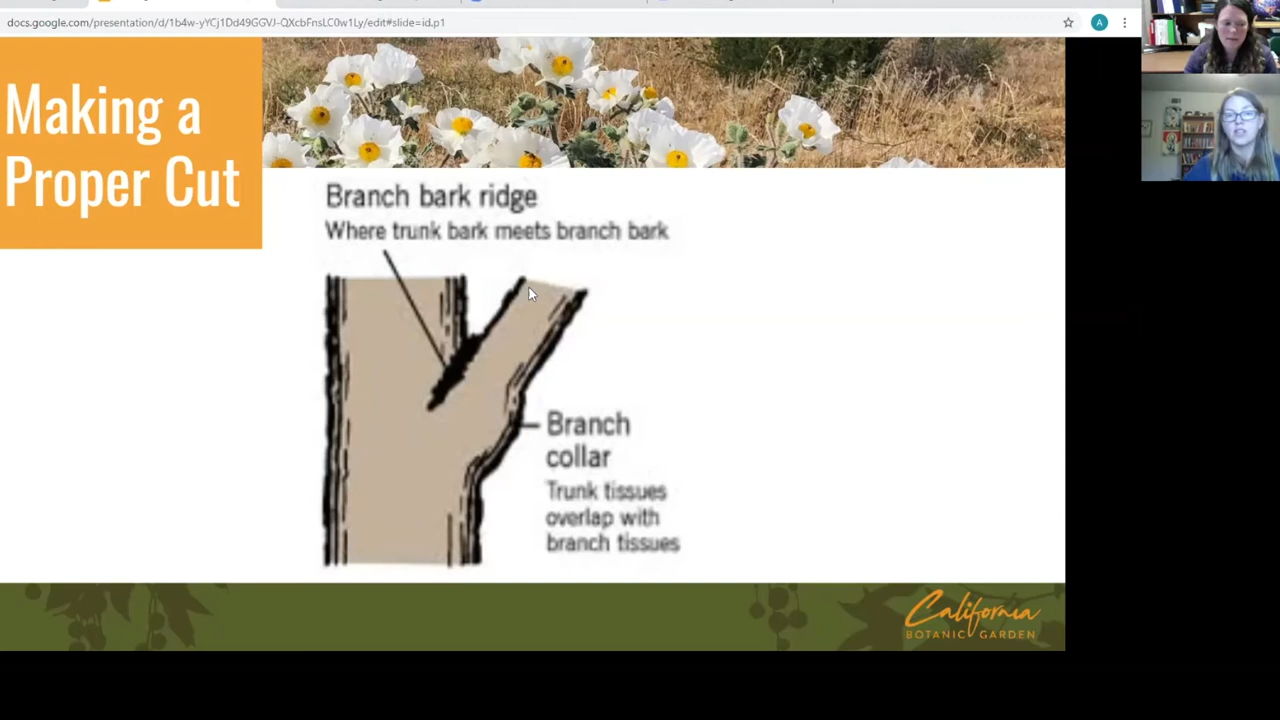 docs.google.com/presentation/d/1b4w-yYCj1Dd49GGVJ-QXcbFnsLC0w1Ly/edit#slide=id.p1
A
Making a
Proper Cut
Branch bark ridge
Where trunk bark meets branch bark
Branch
collar
Trunk tissues
overlap with
branch tissues
California
BOTANIC GARDEN